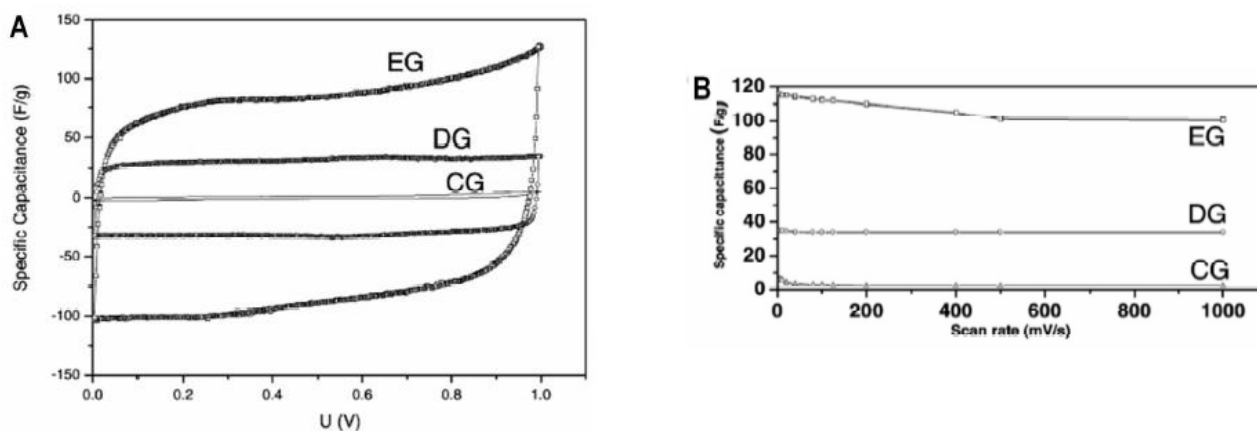 A
150
100
50
0
-50
-100
-150
Specific Capacitance (F/g)
EG
DG
CG
0.0 0.2 0.4 0.6 0.8 1.0
U (V)
B
120
100
80
60
40
20
0
Specific capacittance (F/g)
EG
DG
CG
0 200 400 600 800 1000
Scan rate (mV/s)